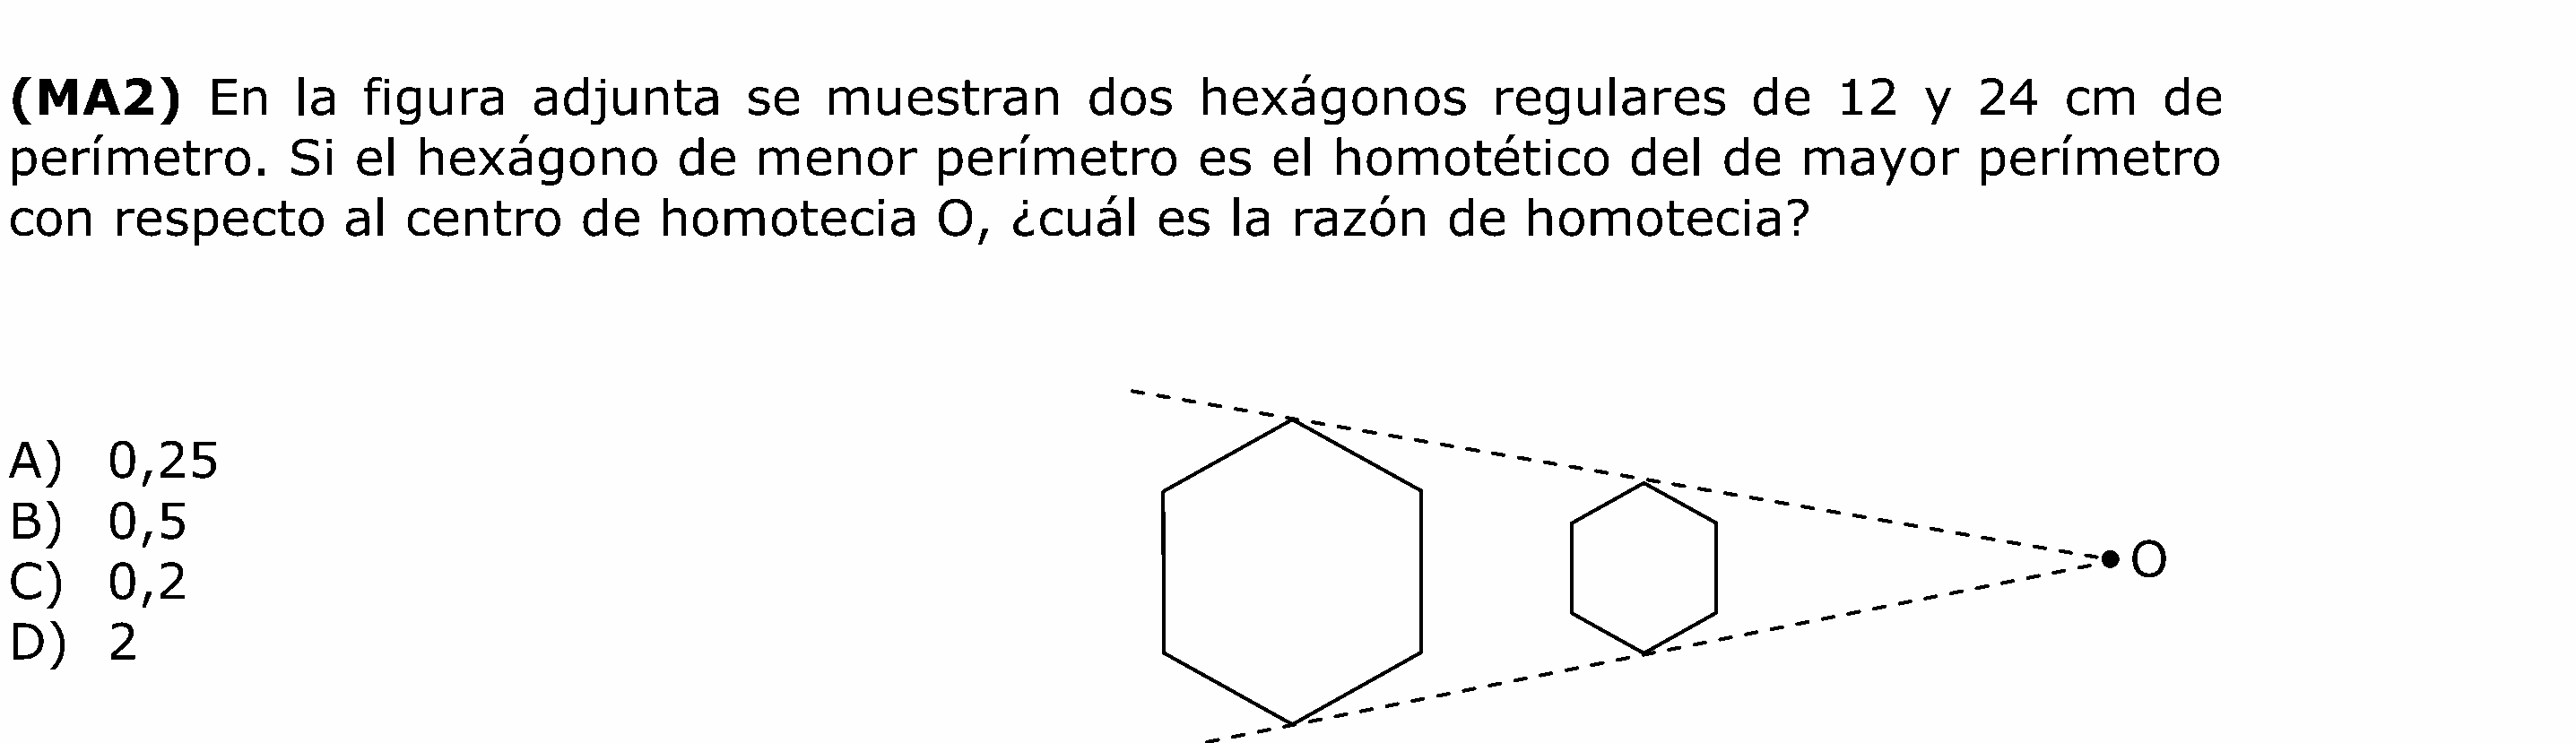 (MA2) En la figura adjunta se muestran dos hexágonos regulares de 12 y 24 cm de
perímetro. Si el hexágono de menor perímetro es el homotético del de mayor perímetro
con respecto al centro de homotecia O, ¿cuál es la razón de homotecia?
A) 0,25
B) 0,5
C) 0,2
D) 2
O